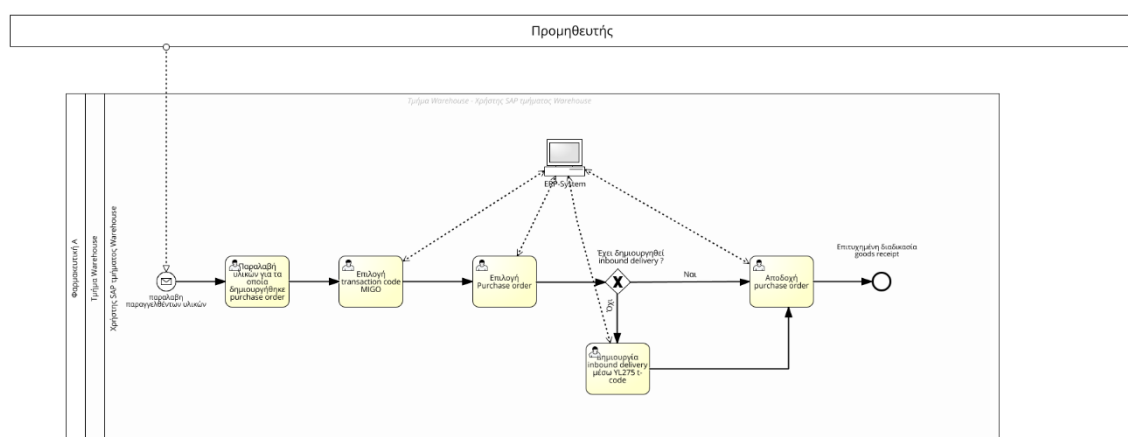 Προμηθευτής
Τμήμα Warehouse - Χρήστης SAP τμήματος Warehouse
Φαρμακευτική Α
Τμήμα Warehouse
Χρήστης SAP τμήματος Warehouse
ERP-System
παραλαβη
παραγγελθέντων υλικών
Παραλαβή
υλικών για τα
οποία
δημιουργήθηκε
purchase order
Επιλογή
transaction code
MIGO
Επιλογή
Purchase order
Έχει δημιουργηθεί
inbound delivery ?
Ναι
Όχι
Δημιουργία
inbound delivery
μέσω YL275 t-
code
Αποδοχή
purchase order
Επιτυχημένη διαδικασία
goods receipt